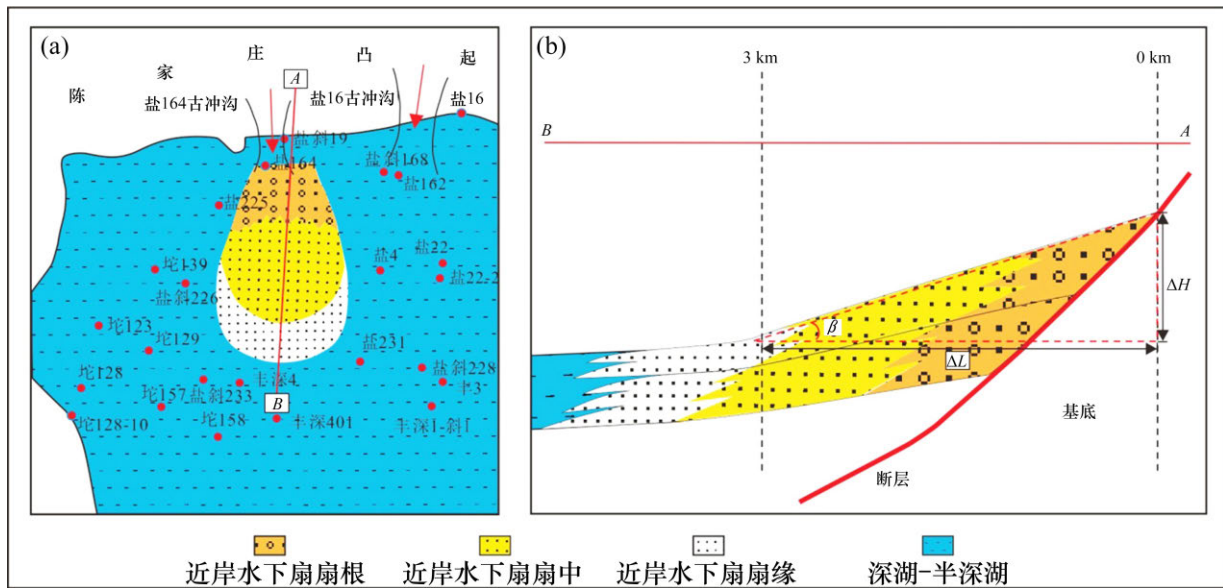 (a)
陈 家 庄 凸 起
A
盐164古冲沟
盐16古冲沟
盐16
盐斜19
盐164
盐斜168
盐162
盐225
盐4
盐22
盐22-2
坨139
盐斜226
坨123
坨129
盐231
盐斜228
丰3
坨128
坨157
盐斜233
丰深4
B
坨128-10
坨158
丰深401
丰深1-斜1
(b)
3 km
0 km
B
A
ΔH
β
ΔL
基底
断层
近岸水下扇扇根
近岸水下扇扇中
近岸水下扇扇缘
深湖-半深湖